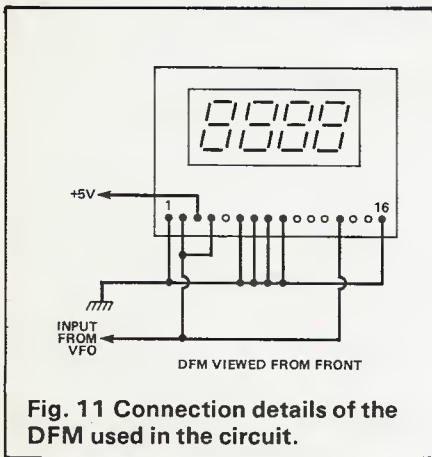 8888
+5V
1 16
INPUT
FROM
VFO
DFM VIEWED FROM FRONT
Fig. 11 Connection details of the
DFM used in the circuit.